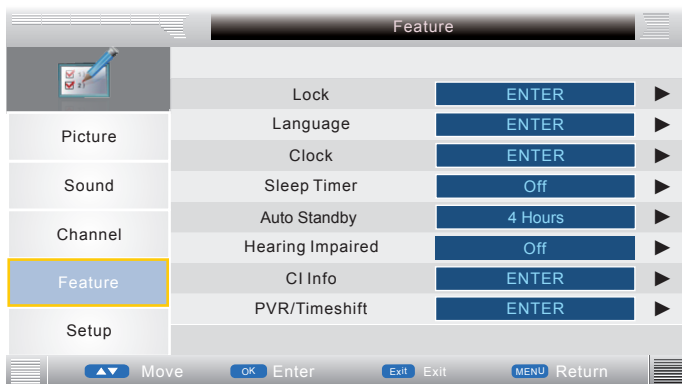 Feature
Picture
Sound
Channel
Feature
Setup
Lock ENTER
Language ENTER
Clock ENTER
Sleep Timer Off
Auto Standby 4 Hours
Hearing Impaired Off
CI Info ENTER
PVR/Timeshift ENTER
Move OK Enter Exit Exit MENU Return